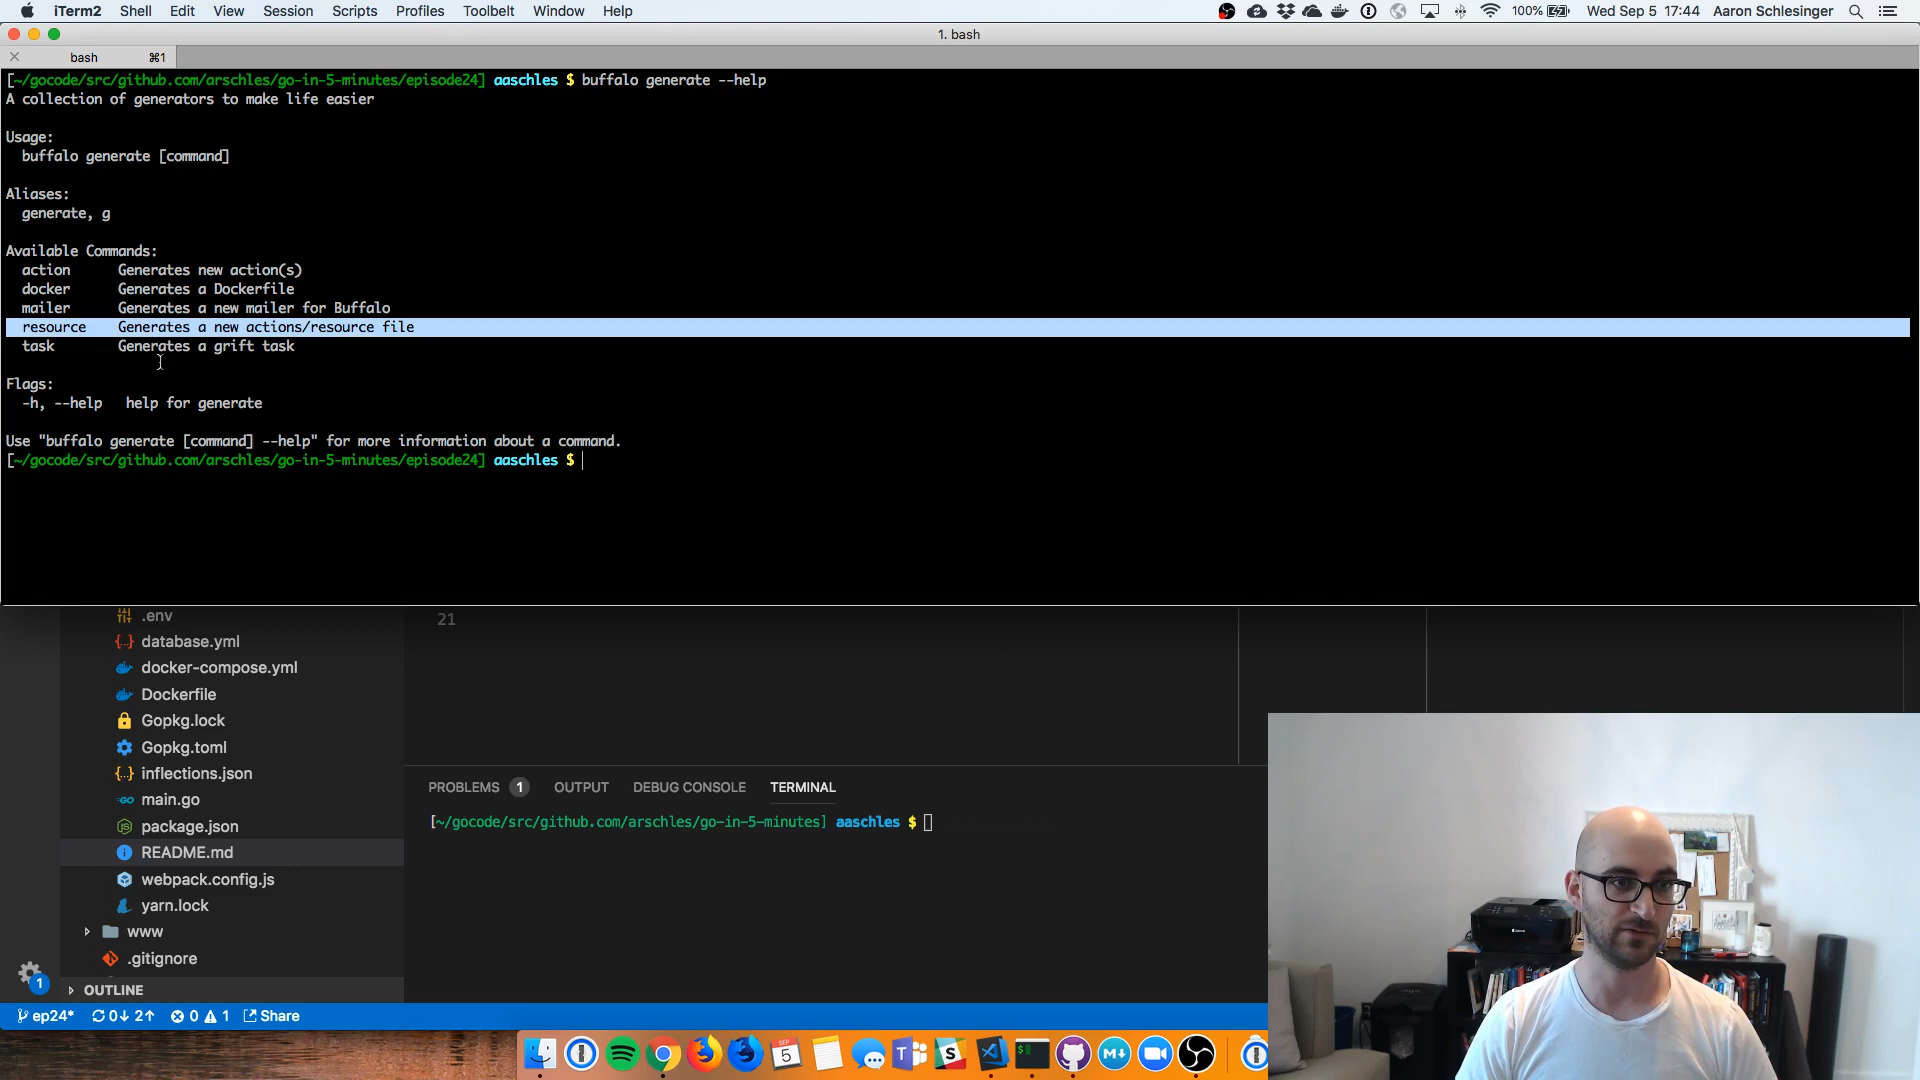 iTerm2 Shell Edit View Session Scripts Profiles Toolbelt Window Help 100% Wed Sep 5 17:44 Aaron Schlesinger
1. bash
bash ⌘1
[~/gocode/src/github.com/arschles/go-in-5-minutes/episode24] aaschles $ buffalo generate --help
A collection of generators to make life easier
Usage:
buffalo generate [command]
Aliases:
generate, g
Available Commands:
action Generates new action(s)
docker Generates a Dockerfile
mailer Generates a new mailer for Buffalo
resource Generates a new actions/resource file
task Generates a grift task
Flags:
-h, --help help for generate
Use "buffalo generate [command] --help" for more information about a command.
[~/gocode/src/github.com/arschles/go-in-5-minutes/episode24] aaschles $
.env
21
database.yml
docker-compose.yml
Dockerfile
Gopkg.lock
Gopkg.toml
inflections.json
main.go
package.json
README.md
webpack.config.js
yarn.lock
www
.gitignore
OUTLINE
PROBLEMS 1 OUTPUT DEBUG CONSOLE TERMINAL
[~/gocode/src/github.com/arschles/go-in-5-minutes] aaschles $
1
ep24* 0↓ 2↑ 0 1 Share
SEP
5